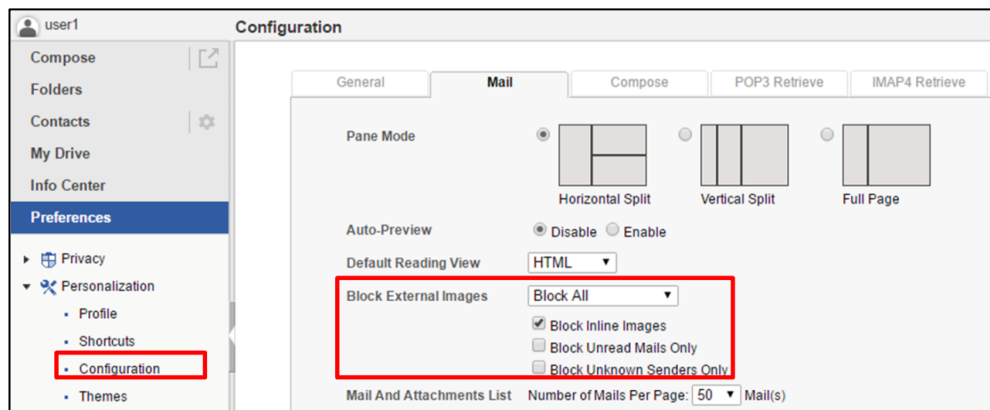 user1
Configuration
Compose
Folders
Contacts
My Drive
Info Center
Preferences
Privacy
Personalization
Profile
Shortcuts
Configuration
Themes
General Mail Compose POP3 Retrieve IMAP4 Retrieve
Pane Mode
Horizontal Split Vertical Split Full Page
Auto-Preview Disable Enable
Default Reading View HTML
Block External Images Block All
Block Inline Images
Block Unread Mails Only
Block Unknown Senders Only
Mail And Attachments List Number of Mails Per Page: 50 Mail(s)